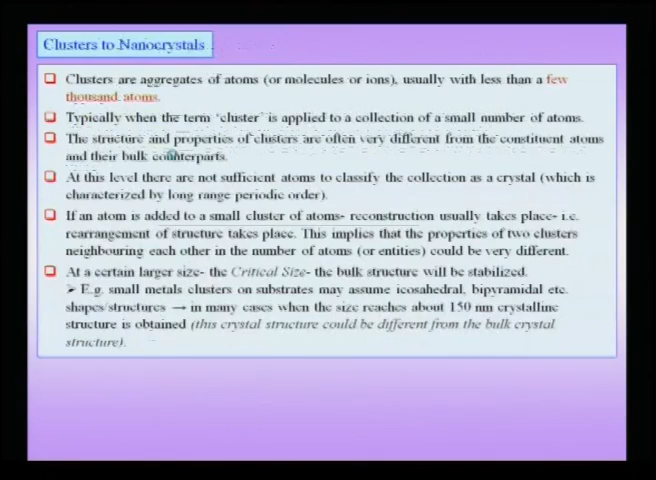 Clusters to Nanocrystals
Clusters are aggregates of atoms (or molecules or ions), usually with less than a few
thousand atoms.
Typically when the term 'cluster' is applied to a collection of a small number of atoms.
The structure and properties of clusters are often very different from the constituent atoms
and their bulk counterparts.
At this level there are not sufficient atoms to classify the collection as a crystal (which is
characterized by long range periodic order).
If an atom is added to a small cluster of atoms- reconstruction usually takes place- i.e.
rearrangement of structure takes place. This implies that the properties of two clusters
neighbouring each other in the number of atoms (or entities) could be very different.
At a certain larger size- the Critical Size- the bulk structure will be stabilized.
➤ E.g. small metals clusters on substrates may assume icosahedral, bipyramidal etc.
shapes/structures → in many cases when the size reaches about 150 nm crystalline
structure is obtained (this crystal structure could be different from the bulk crystal
structure).